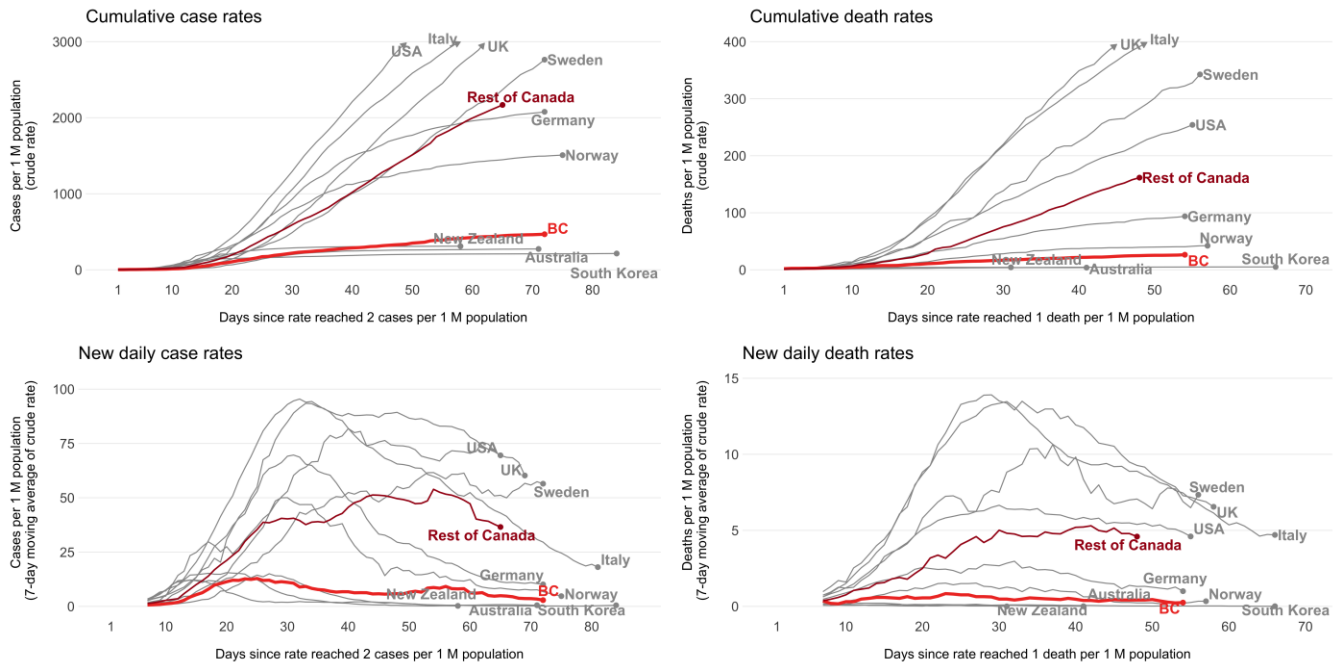 Cumulative case rates
Cases per 1 M population
(crude rate)
3000
2000
1000
0
USA
Italy
UK
Sweden
Rest of Canada
Germany
Norway
BC
New Zealand
Australia
South Korea
1 10 20 30 40 50 60 70 80
Days since rate reached 2 cases per 1 M population
Cumulative death rates
Deaths per 1 M population
(crude rate)
400
300
200
100
0
UK
Italy
Sweden
USA
Rest of Canada
Germany
Norway
BC
South Korea
New Zealand
Australia
1 10 20 30 40 50 60 70
Days since rate reached 1 death per 1 M population
New daily case rates
Cases per 1 M population
(7-day moving average of crude rate)
100
75
50
25
0
USA
UK
Sweden
Rest of Canada
Italy
Germany
BC
New Zealand
Norway
Australia
South Korea
1 10 20 30 40 50 60 70 80
Days since rate reached 2 cases per 1 M population
New daily death rates
Deaths per 1 M population
(7-day moving average of crude rate)
15
10
5
0
Sweden
UK
USA
Italy
Rest of Canada
Germany
Australia
Norway
New Zealand
BC
South Korea
1 10 20 30 40 50 60 70
Days since rate reached 1 death per 1 M population